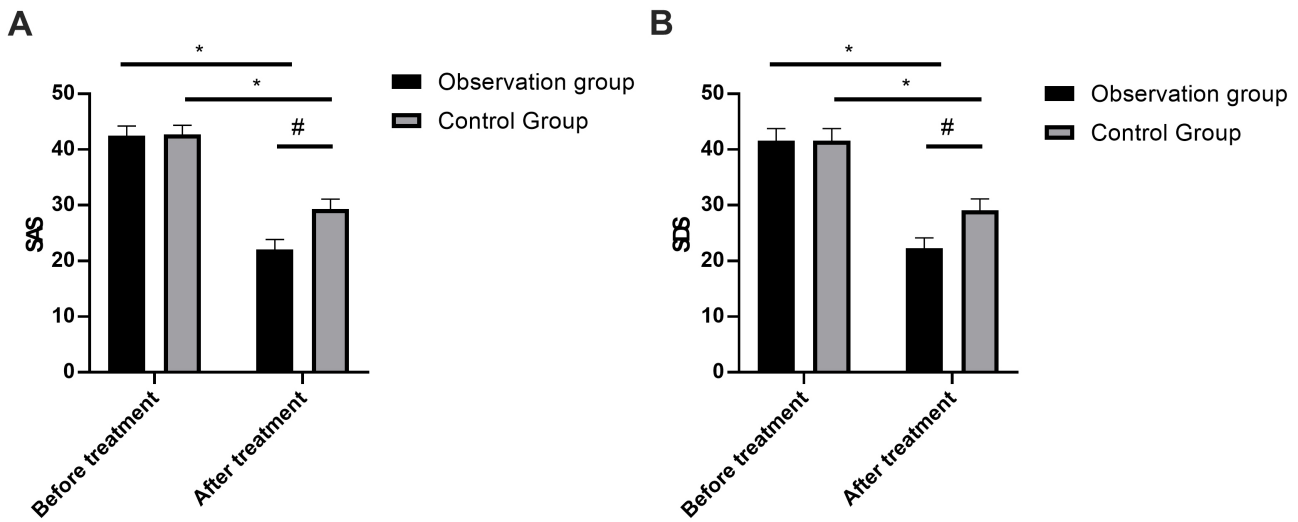 A
*
*
#
50
40
30
20
10
0
SAS
Before treatment
After treatment
Observation group
Control Group
B
*
*
#
50
40
30
20
10
0
SDS
Before treatment
After treatment
Observation group
Control Group